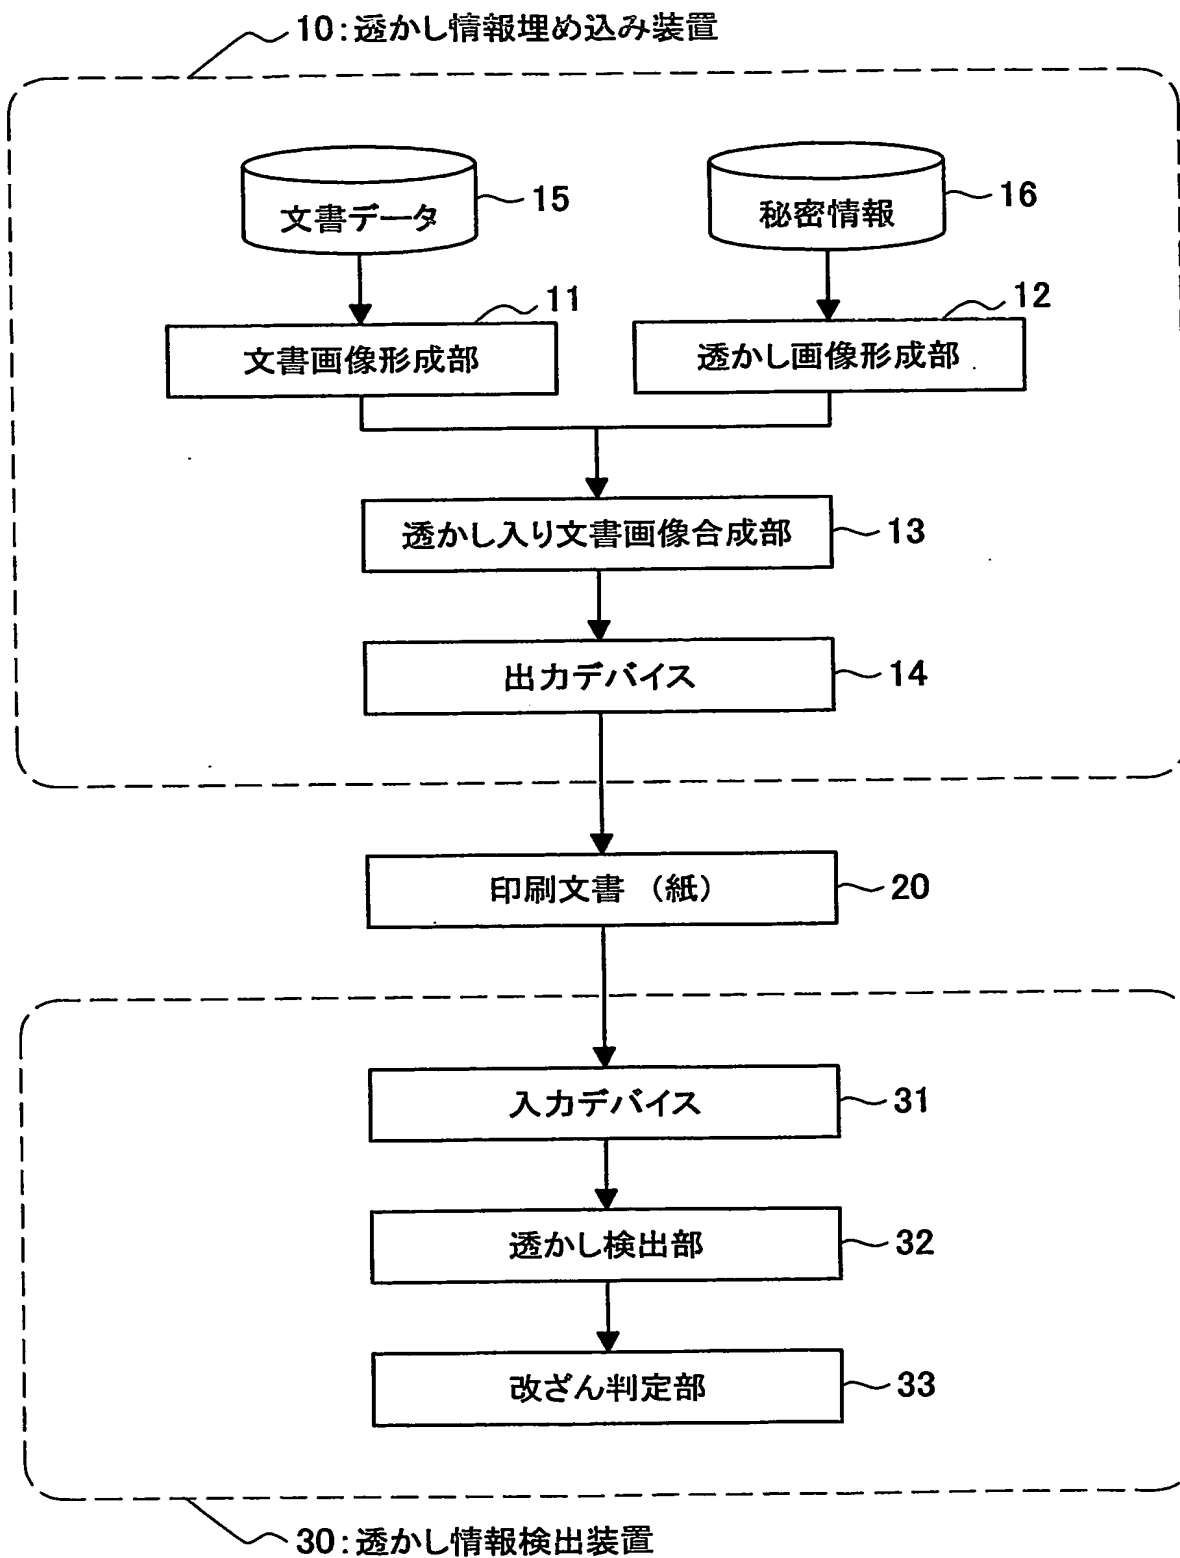 10:透かし情報埋め込み装置
文書データ
15
秘密情報
16
11
文書画像形成部
12
透かし画像形成部
透かし入り文書画像合成部
13
出力デバイス
14
印刷文書 (紙)
20
入力デバイス
31
透かし検出部
32
改ざん判定部
33
30:透かし情報検出装置